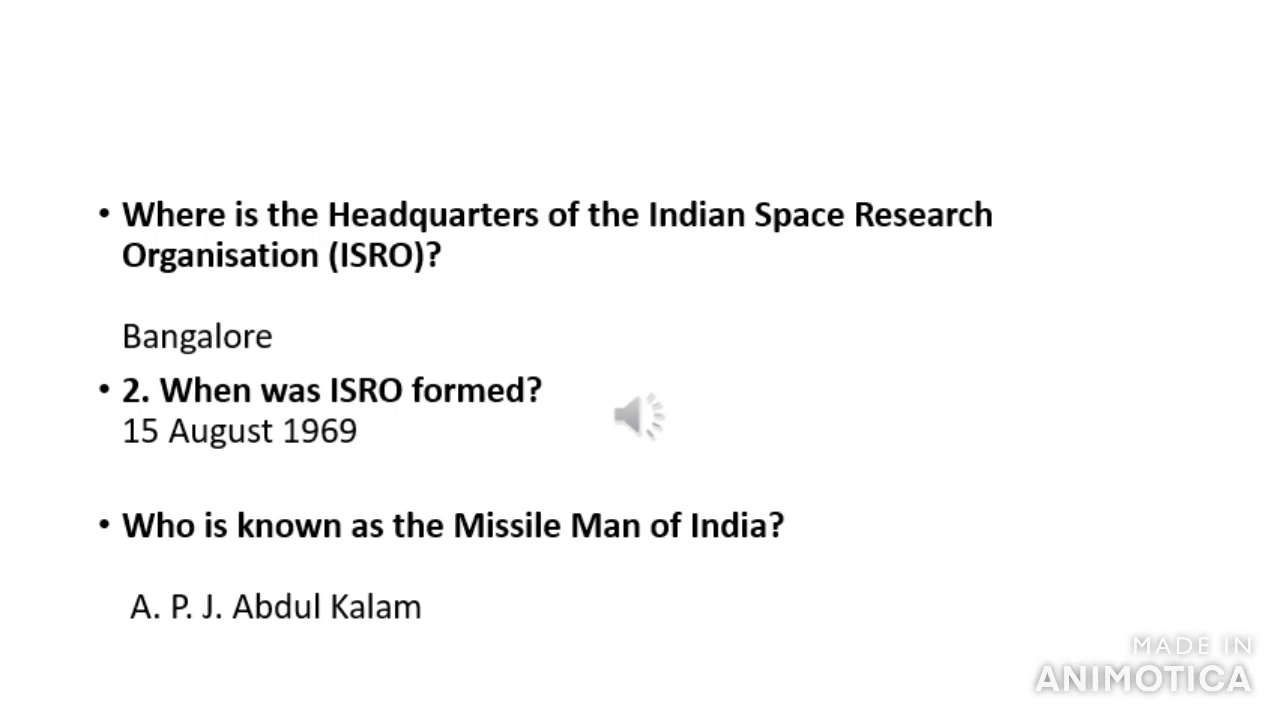 • Where is the Headquarters of the Indian Space Research
Organisation (ISRO)?
Bangalore
• 2. When was ISRO formed?
15 August 1969
• Who is known as the Missile Man of India?
A. P. J. Abdul Kalam
MADE IN
ANIMOTICA